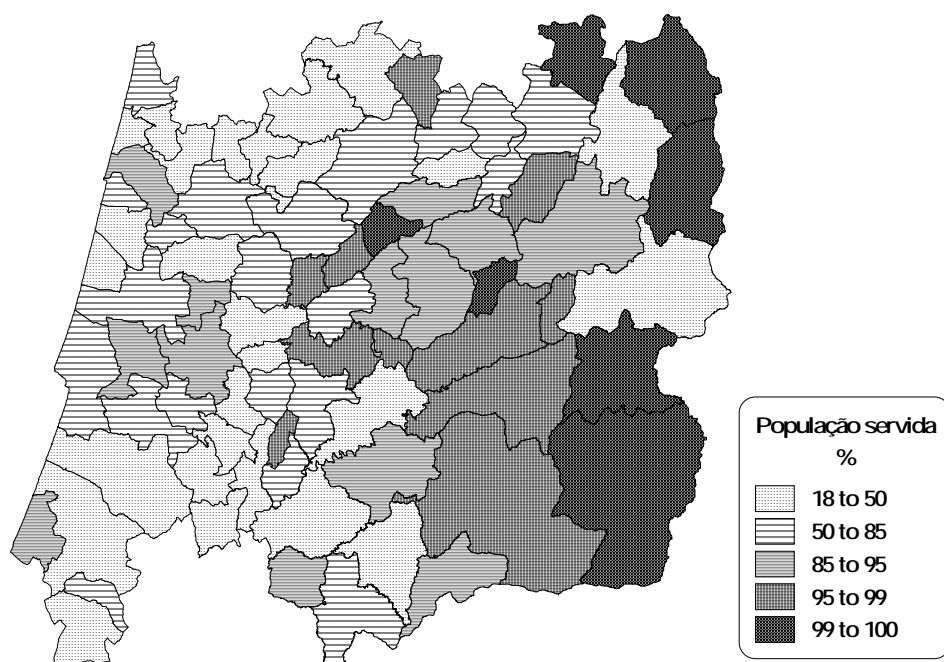 População servida
%
18 to 50
50 to 85
85 to 95
95 to 99
99 to 100